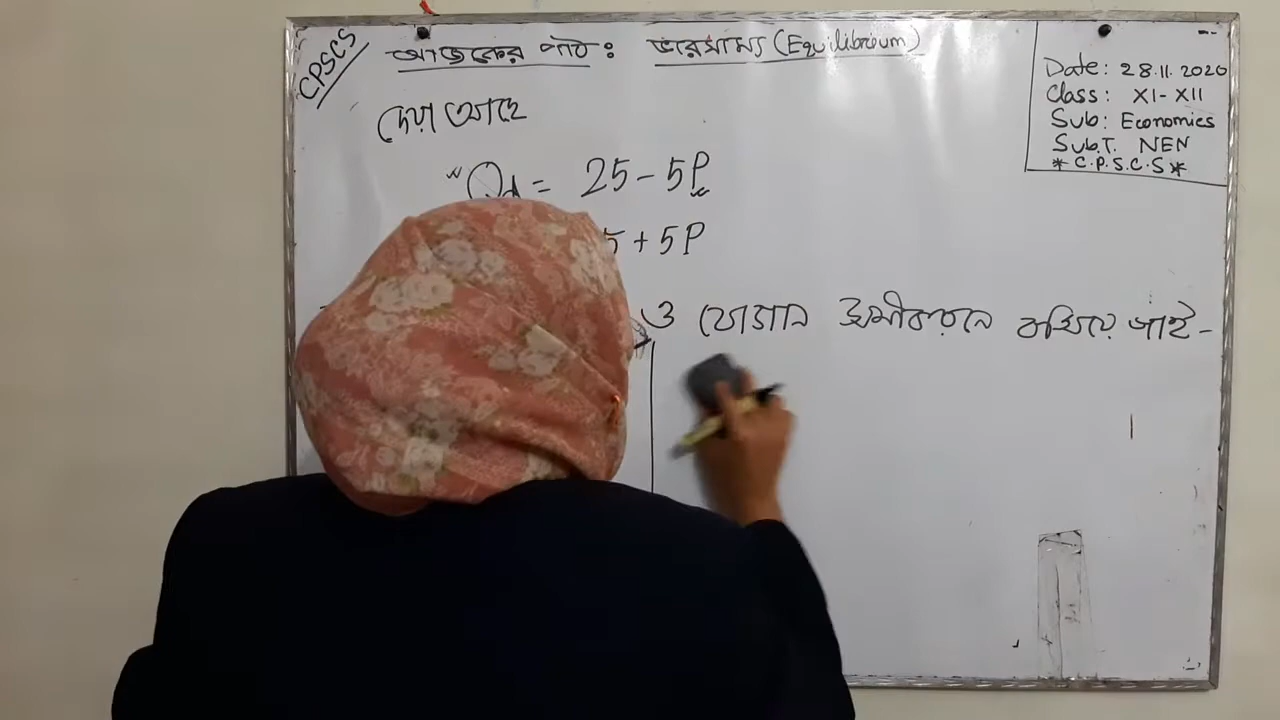 CPSCS
আজকের পাঠ : ভারসাম্য (Equilibrium)
Date: 28.11.2020
Class: XI-XII
Sub: Economics
Sub.T. NEN
*C.P.S.C.S*
দেয়া আছে
Qd = 25 - 5P
5 + 5P
ও যোগান সমীকরনে বসিয়ে পাই-